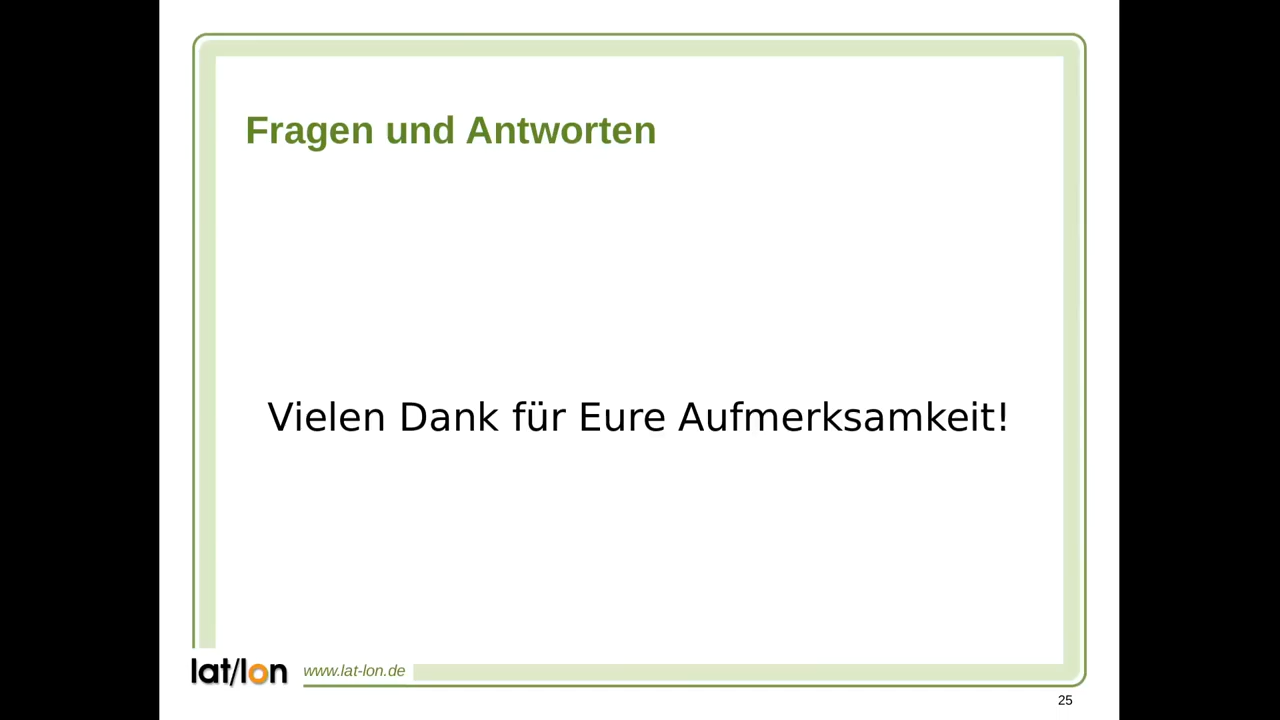 Fragen und Antworten
Vielen Dank für Eure Aufmerksamkeit!
lat/lon
www.lat-lon.de
25